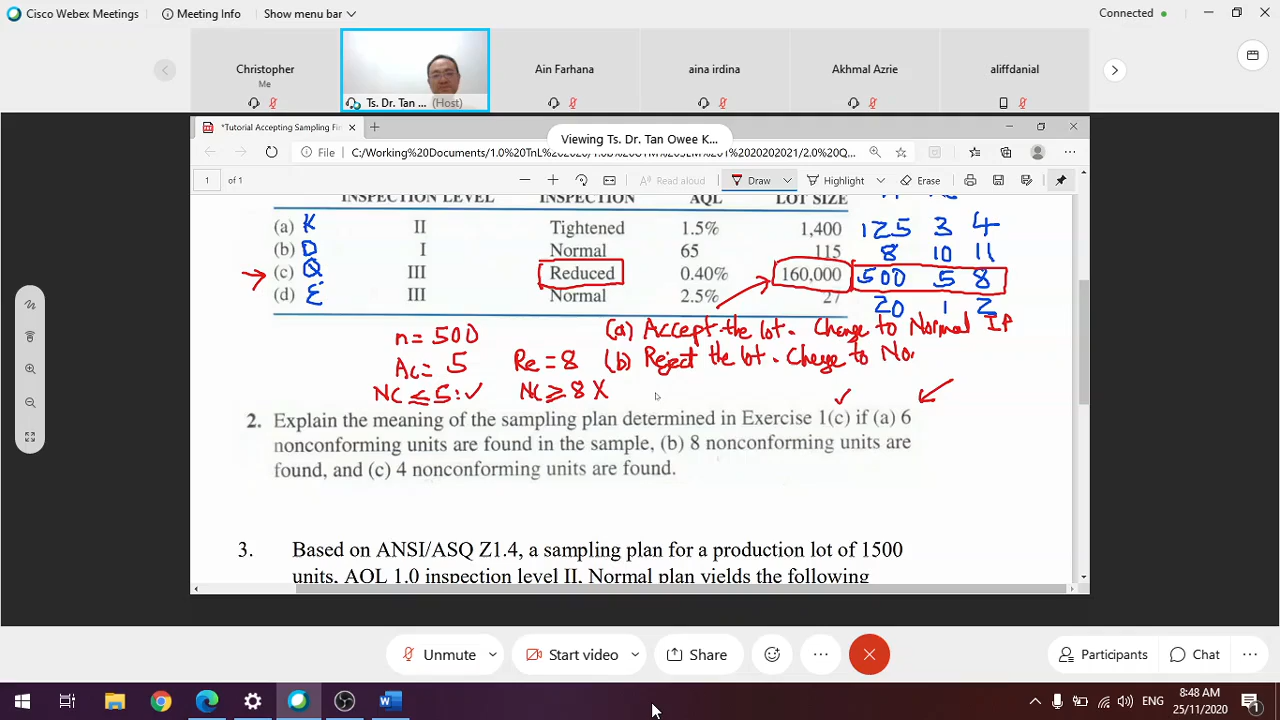 Cisco Webex Meetings Meeting Info Show menu bar Connected
Christopher
Me
Ts. Dr. Tan ... (Host)
Ain Farhana
aina irdina
Akhmal Azrie
aliffdanial
*Tutorial Accepting Sampling Fi
Viewing Ts. Dr. Tan Owee K...
File C:/Working%20Documents/1.0%20TnL%20
%202020202021/2.0%20Q...
1 of 1 Read aloud Draw Highlight Erase
INSPECTION LEVEL INSPECTION AQL LOT SIZE
(a) K II Tightened 1.5% 1,400 125 3 4
(b) D I Normal 65 115 8 10 11
(c) Q III Reduced 0.40% 160,000 500 5 8
(d) E III Normal 2.5% 27 20 1 2
n = 500 (a) Accept the lot. Change to Normal IP
Ac = 5 Re = 8 (b) Reject the lot. Change to No
NC ≤ 5: ✓ NC ≥ 8 X
2. Explain the meaning of the sampling plan determined in Exercise 1(c) if (a) 6
nonconforming units are found in the sample, (b) 8 nonconforming units are
found, and (c) 4 nonconforming units are found.
3. Based on ANSI/ASQ Z1.4, a sampling plan for a production lot of 1500
units, AQL 1.0 inspection level II, Normal plan yields the following
Unmute Start video Share Participants Chat
ENG 8:48 AM
25/11/2020
1